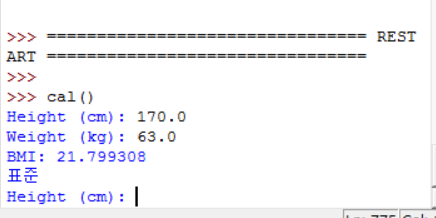 >>> ================================ REST
ART ================================
>>>
>>> cal()
Height (cm): 170.0
Weight (kg): 63.0
BMI: 21.799308
표준
Height (cm):